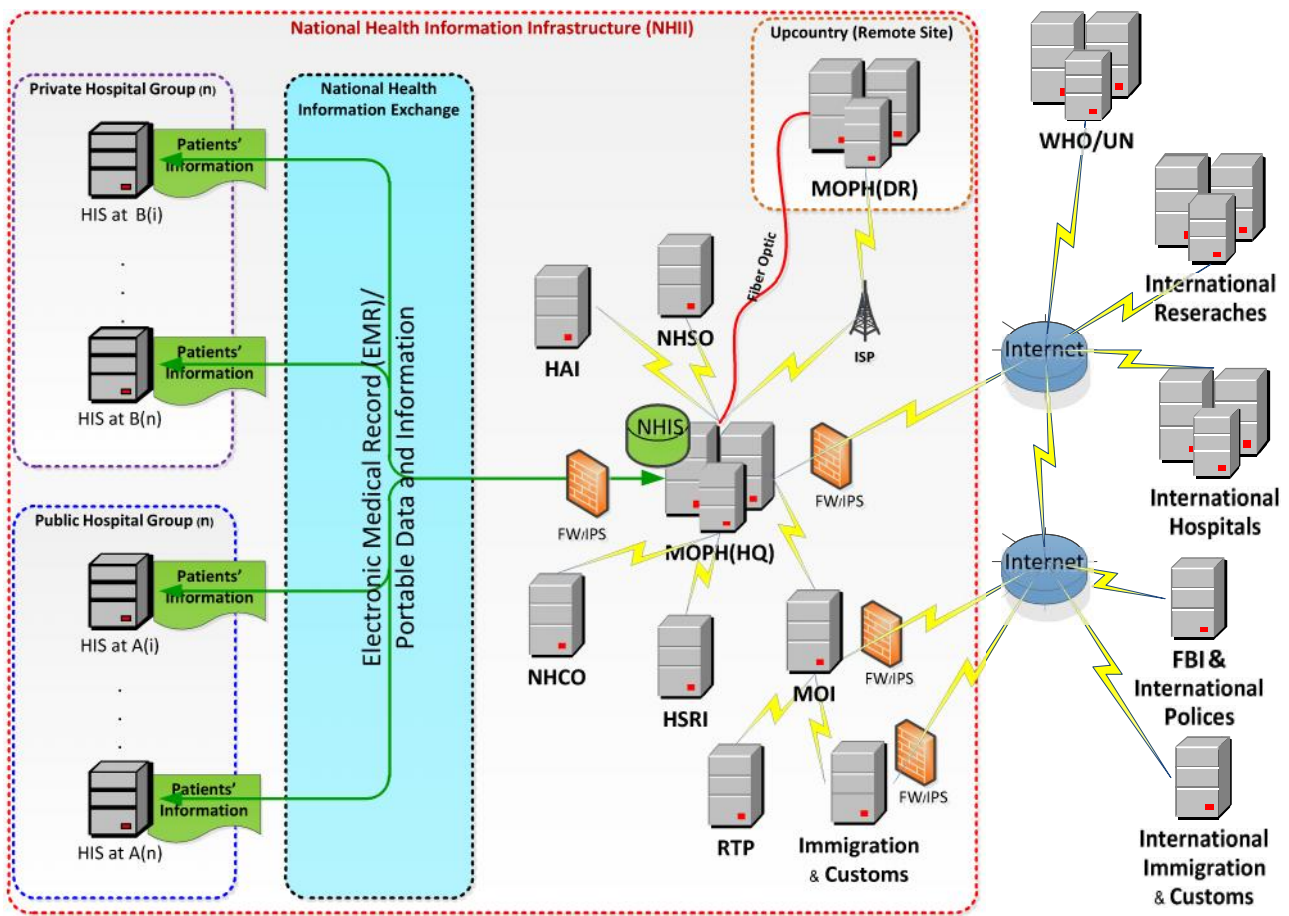 National Health Information Infrastructure (NHII)
Upcountry (Remote Site)
MOPH(DR)
Private Hospital Group (n)
Patients'
Information
HIS at B(i)
.
.
.
Patients'
Information
HIS at B(n)
Public Hospital Group (n)
Patients'
Information
HIS at A(i)
.
.
.
Patients'
Information
HIS at A(n)
National Health
Information Exchange
Electronic Medical Record (EMR)/
Portable Data and Information
HAI
NHSO
Fiber Optic
ISP
NHIS
FW/IPS
MOPH(HQ)
FW/IPS
NHCO
HSRI
MOI
FW/IPS
RTP
Immigration
& Customs
FW/IPS
WHO/UN
International
Reseraches
Internet
International
Hospitals
Internet
FBI &
International
Polices
International
Immigration
& Customs